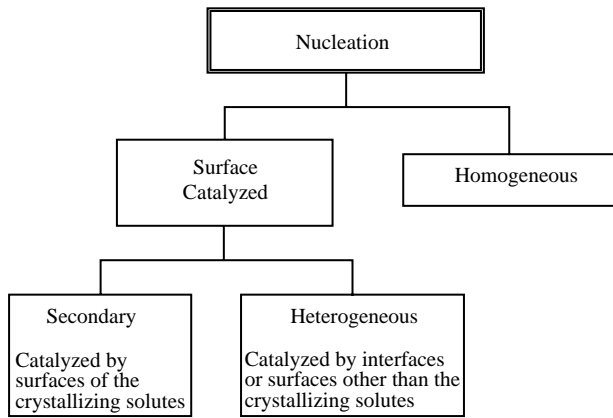 Nucleation
Surface
Catalyzed
Homogeneous
Secondary
Catalyzed by
surfaces of the
crystallizing solutes
Heterogeneous
Catalyzed by interfaces
or surfaces other than the
crystallizing solutes